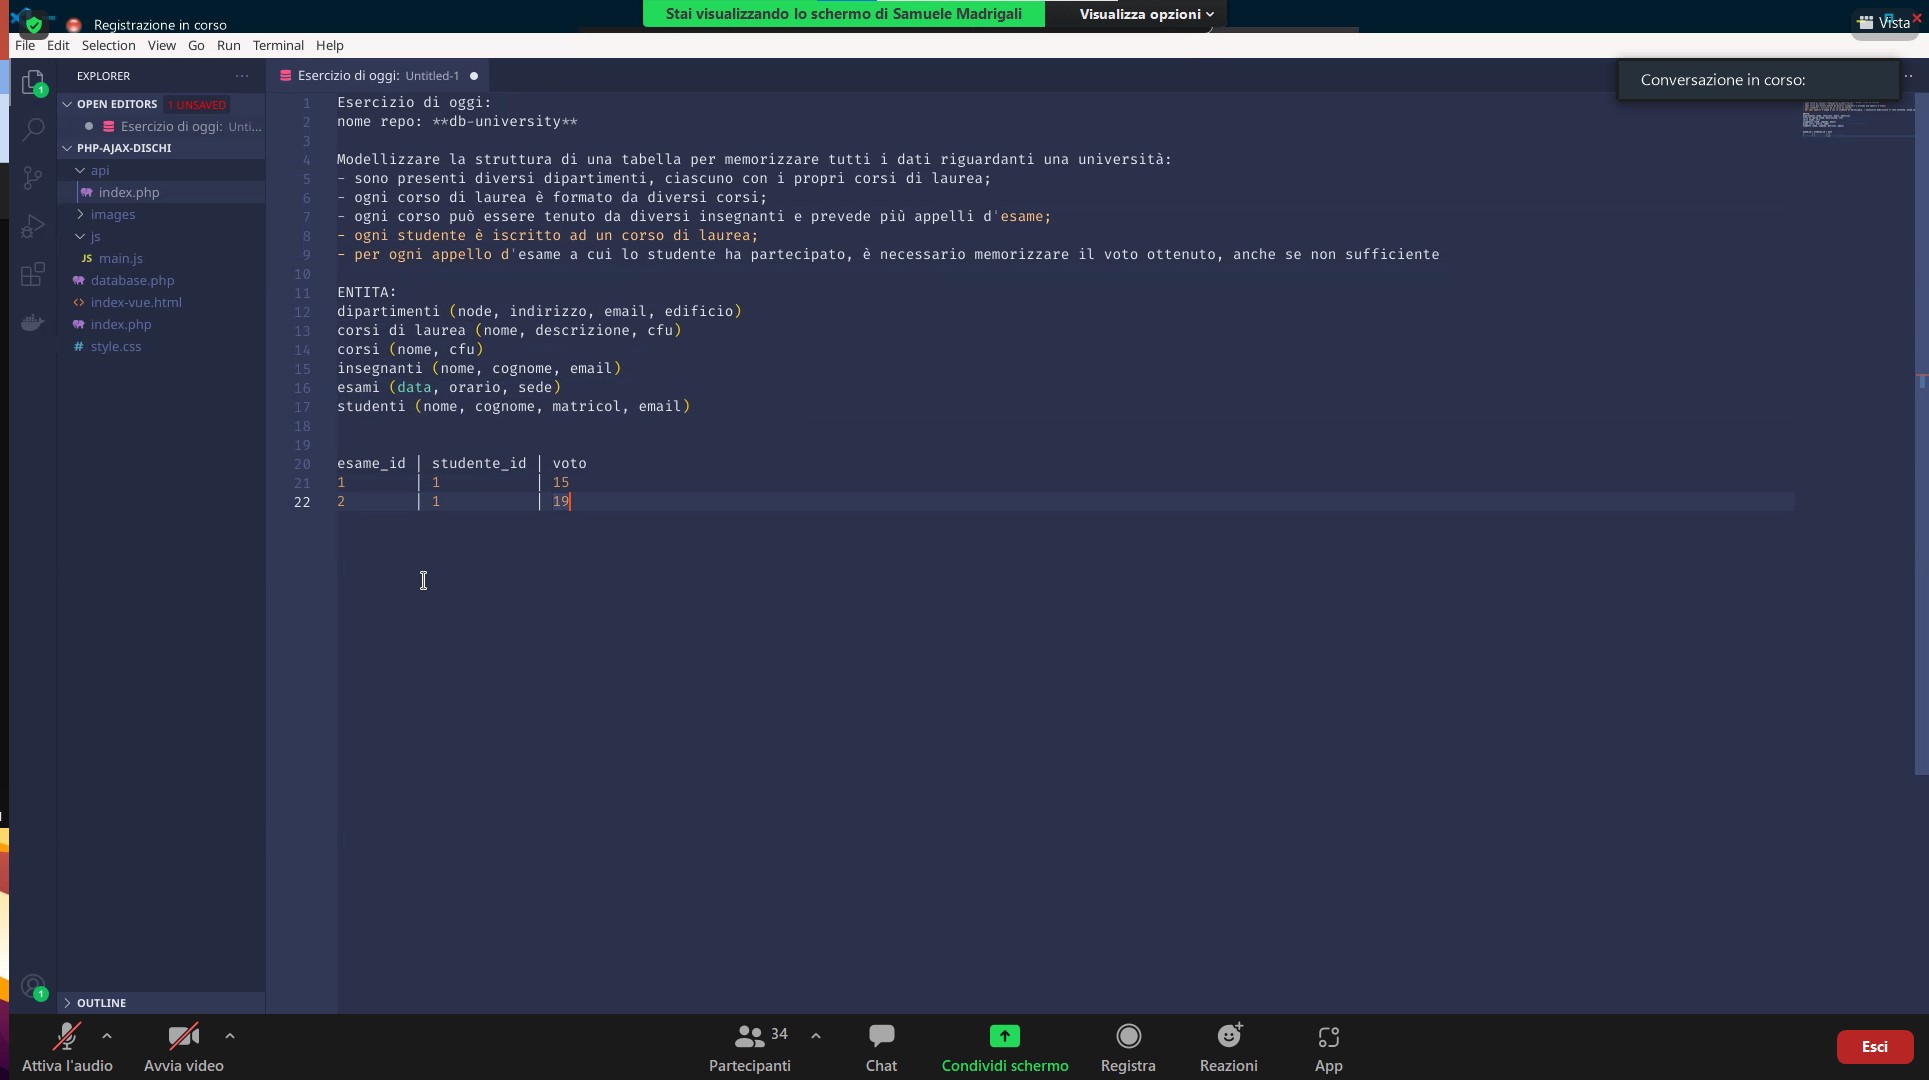 Registrazione in corso
Stai visualizzando lo schermo di Samuele Madrigali
Visualizza opzioni
Vista
File Edit Selection View Go Run Terminal Help
Conversazione in corso:
EXPLORER
OPEN EDITORS 1 UNSAVED
Esercizio di oggi: Unti...
PHP-AJAX-DISCHI
api
index.php
images
js
JS main.js
database.php
index-vue.html
index.php
# style.css
OUTLINE
1
1
Esercizio di oggi: Untitled-1
1 Esercizio di oggi:
2 nome repo: **db-university**
3
4 Modellizzare la struttura di una tabella per memorizzare tutti i dati riguardanti una università:
5 - sono presenti diversi dipartimenti, ciascuno con i propri corsi di laurea;
6 - ogni corso di laurea è formato da diversi corsi;
7 - ogni corso può essere tenuto da diversi insegnanti e prevede più appelli d'esame;
8 - ogni studente è iscritto ad un corso di laurea;
9 - per ogni appello d'esame a cui lo studente ha partecipato, è necessario memorizzare il voto ottenuto, anche se non sufficiente
10
11 ENTITA:
12 dipartimenti (node, indirizzo, email, edificio)
13 corsi di laurea (nome, descrizione, cfu)
14 corsi (nome, cfu)
15 insegnanti (nome, cognome, email)
16 esami (data, orario, sede)
17 studenti (nome, cognome, matricol, email)
18
19
20 esame_id | studente_id | voto
21 1 | 1 | 15
22 2 | 1 | 19
Attiva l'audio
Avvia video
34
Partecipanti
Chat
Condividi schermo
Registra
Reazioni
App
Esci